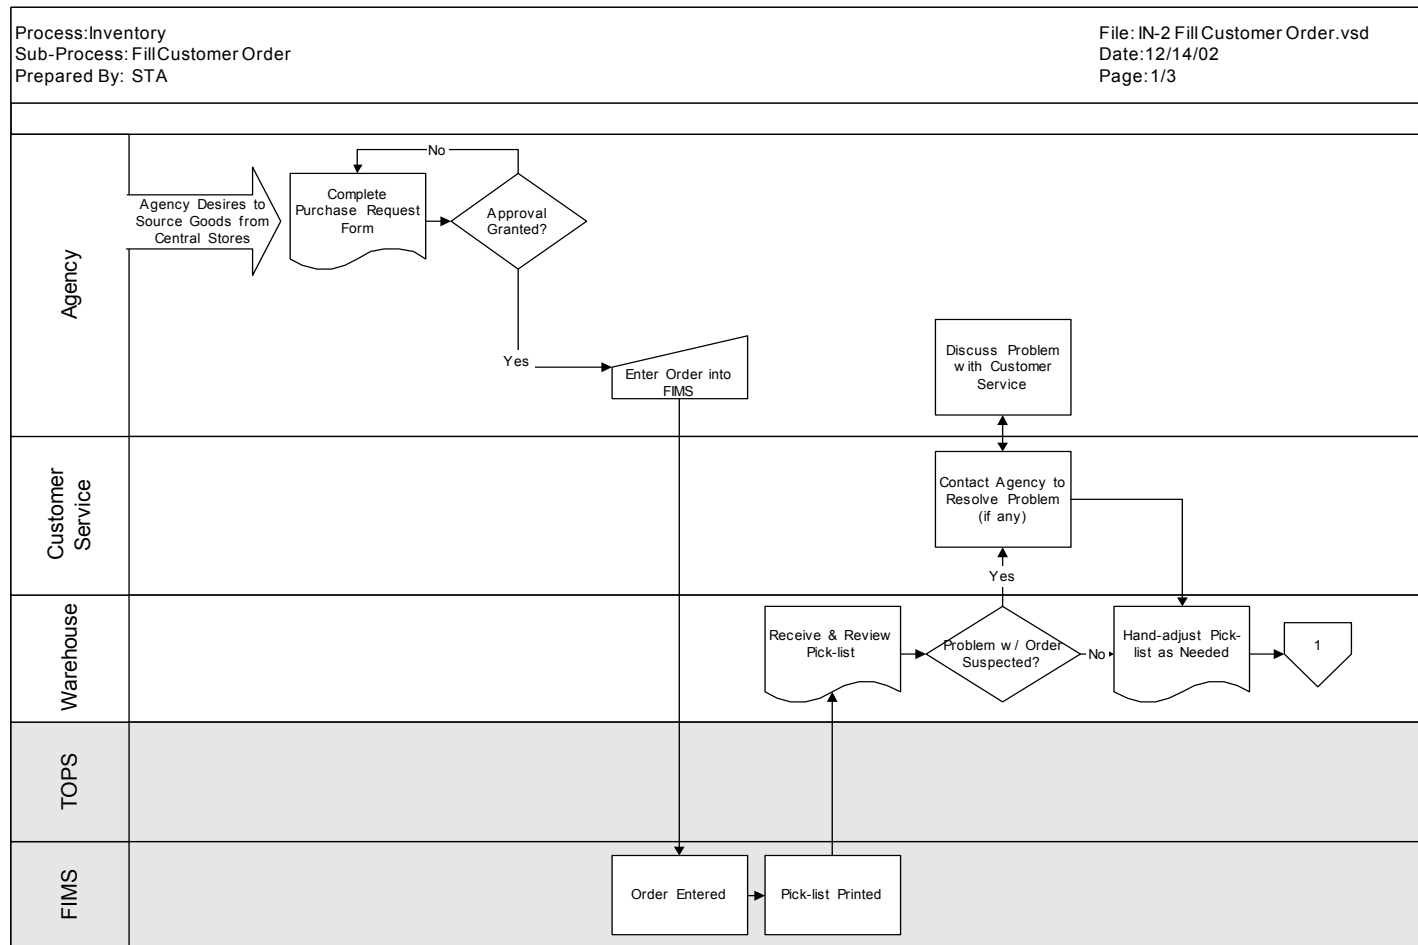 Process:Inventory
Sub-Process: Fill Customer Order
Prepared By: STA
File: IN-2 Fill Customer Order.vsd
Date:12/14/02
Page:1/3
Agency
No
Agency Desires to
Source Goods from
Central Stores
Complete
Purchase Request
Form
Approval
Granted?
Yes
Enter Order into
FIMS
Discuss Problem
with Customer
Service
Customer
Service
Contact Agency to
Resolve Problem
(if any)
Yes
Warehouse
Receive & Review
Pick-list
Problem w/ Order
Suspected?
No
Hand-adjust Pick-
list as Needed
1
TOPS
FIMS
Order Entered
Pick-list Printed